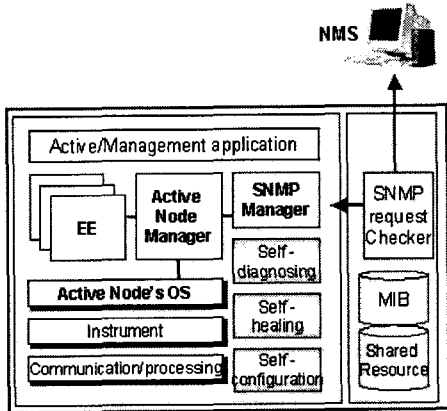 NMS
Active/Management application
EE
Active
Node
Manager
SNMP
Manager
SNMP
request
Checker
Self-
diagnosing
Active Node's OS
MIB
Instrument
Self-
healing
Shared
Resource
Communication/processing
Self-
configuration